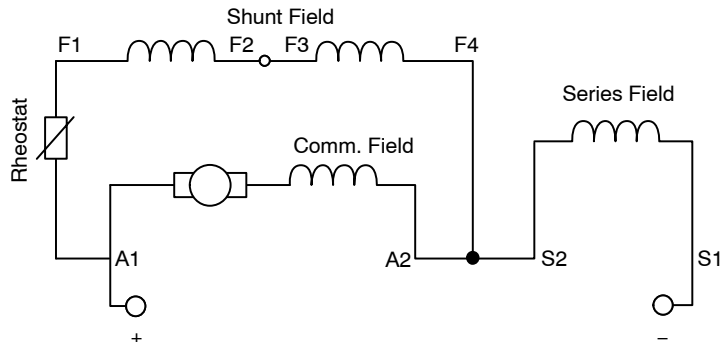 Shunt Field
F1 F2 F3 F4
Series Field
Rheostat
Comm. Field
A1 A2 S2 S1
+ −